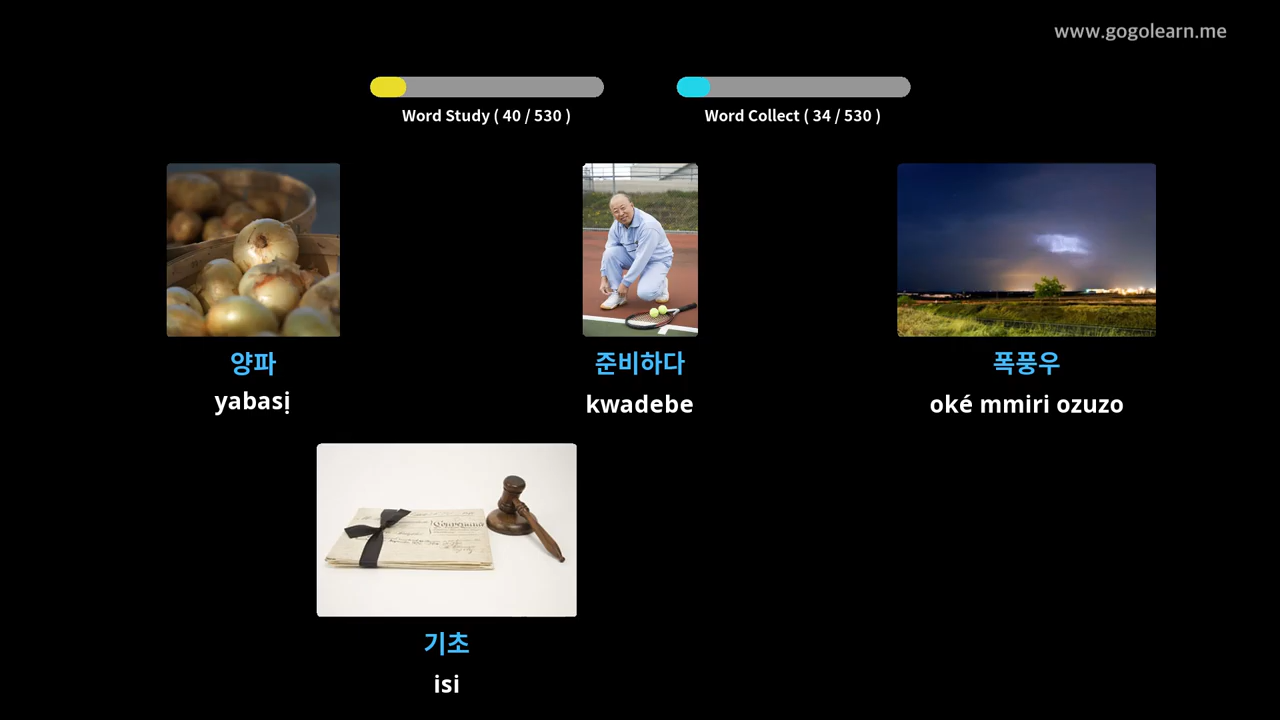 www.gogolearn.me
Word Study ( 40 / 530 )
Word Collect ( 34 / 530 )
양파
yabasị
준비하다
kwadebe
폭풍우
oké mmiri ozuzo
기초
isi